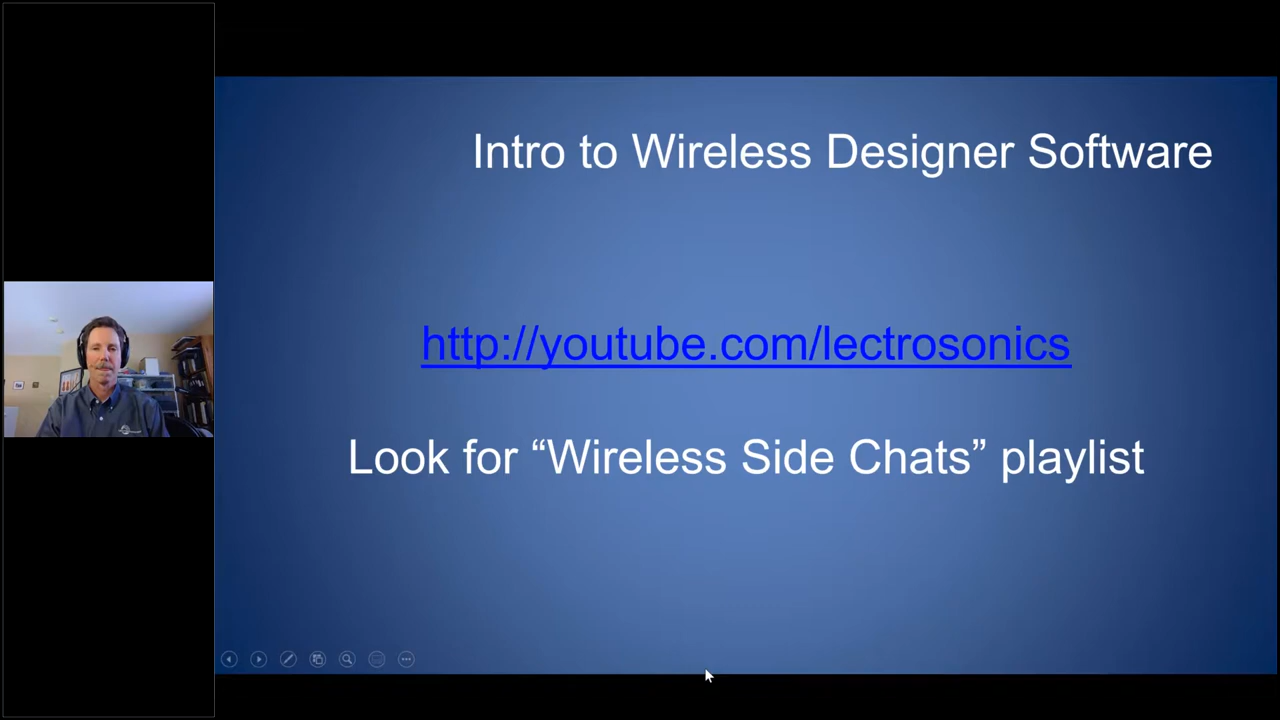 Intro to Wireless Designer Software
http://youtube.com/lectrosonics
Look for “Wireless Side Chats” playlist